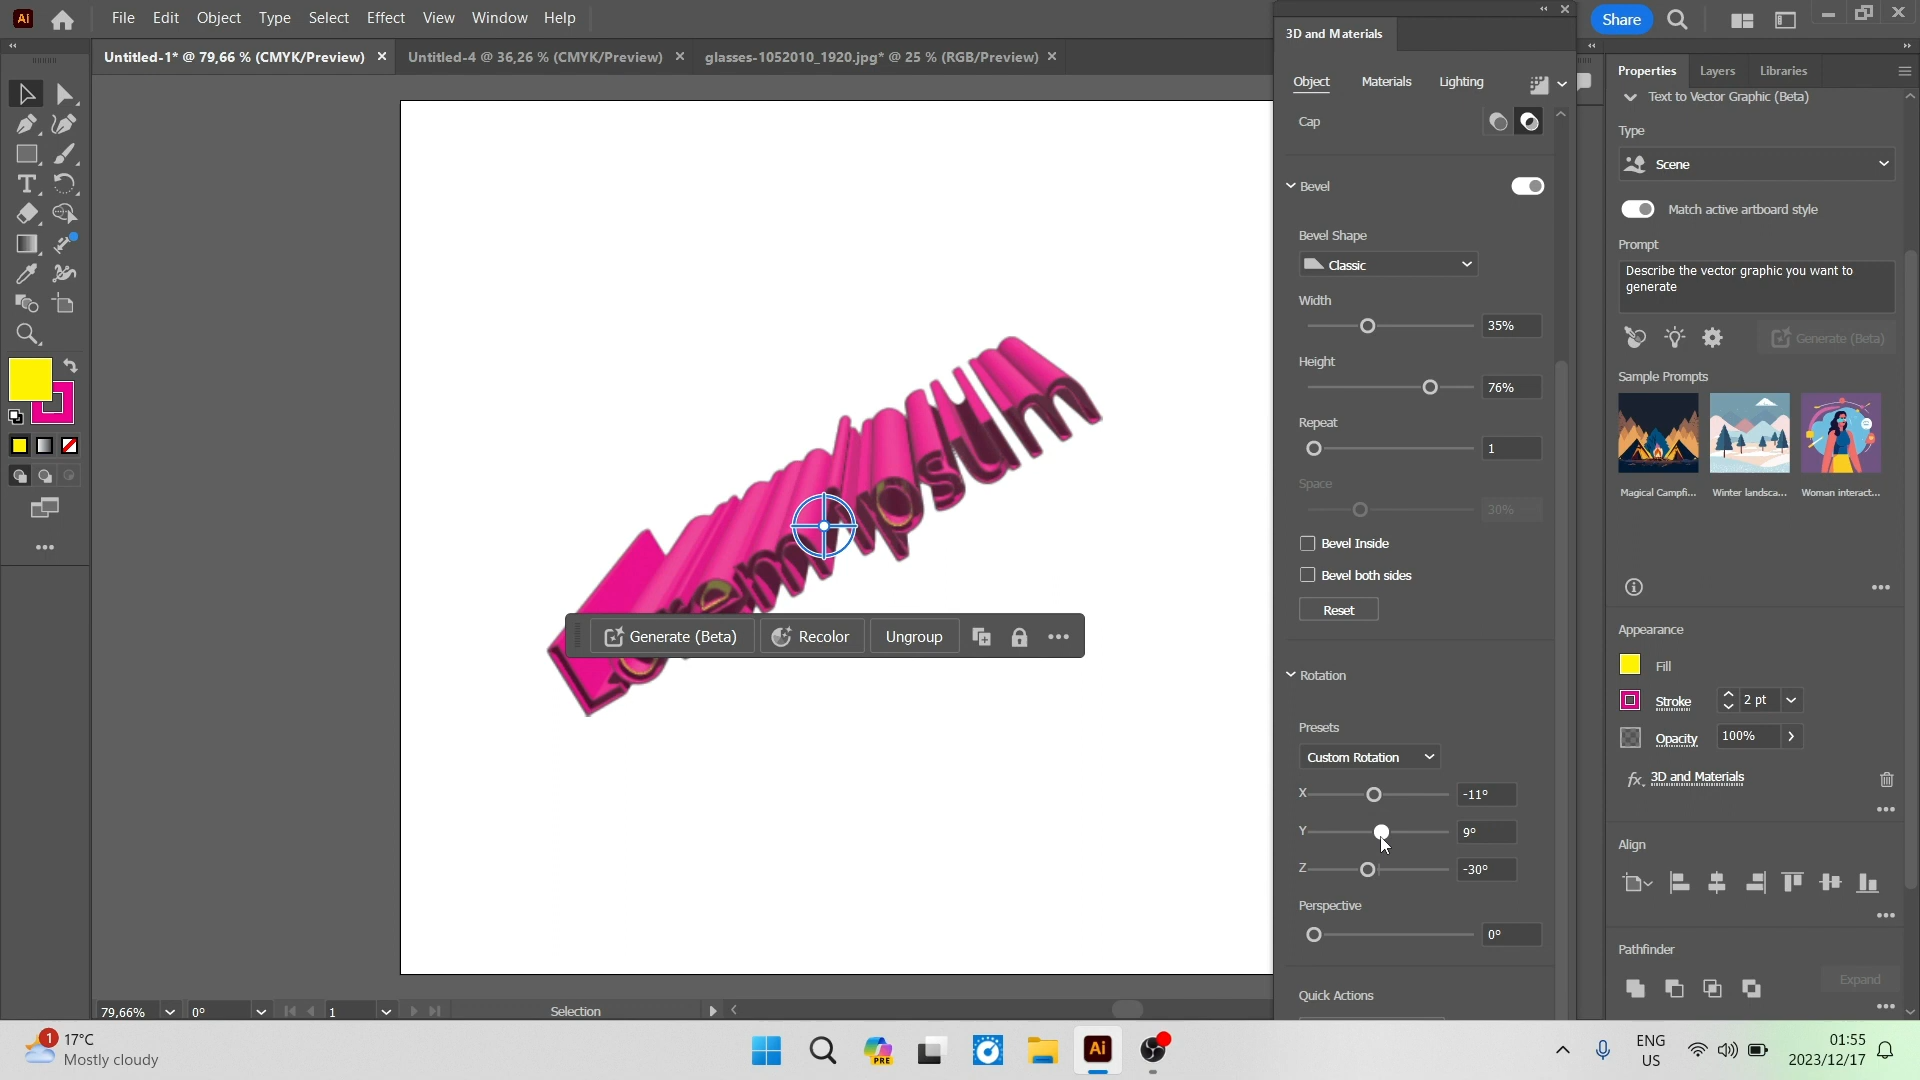 Ai
File Edit Object Type Select Effect View Window Help
Share
Untitled-1* @ 79,66 % (CMYK/Preview)
Untitled-4 @ 36,26 % (CMYK/Preview)
glasses-1052010_1920.jpg* @ 25 % (RGB/Preview)
3D and Materials
Object Materials Lighting
Cap
Bevel
Bevel Shape
Classic
Width
35%
Height
76%
Repeat
1
Space
30%
Bevel Inside
Bevel both sides
Reset
Rotation
Presets
Custom Rotation
X -11°
Y 9°
Z -30°
Perspective
0°
Quick Actions
Properties Layers Libraries
Text to Vector Graphic (Beta)
Type
Scene
Match active artboard style
Prompt
Describe the vector graphic you want to
generate
Generate (Beta)
Sample Prompts
Magical Campfi... Winter landsca... Woman interact...
Appearance
Fill
Stroke 2 pt
Opacity 100%
fx. 3D and Materials
Align
Pathfinder
Expand
Lorem Ipsum
Generate (Beta) Recolor Ungroup
79,66% 0° 1 Selection
1 17°C
Mostly cloudy
PRE
Ai
ENG
US
01:55
2023/12/17